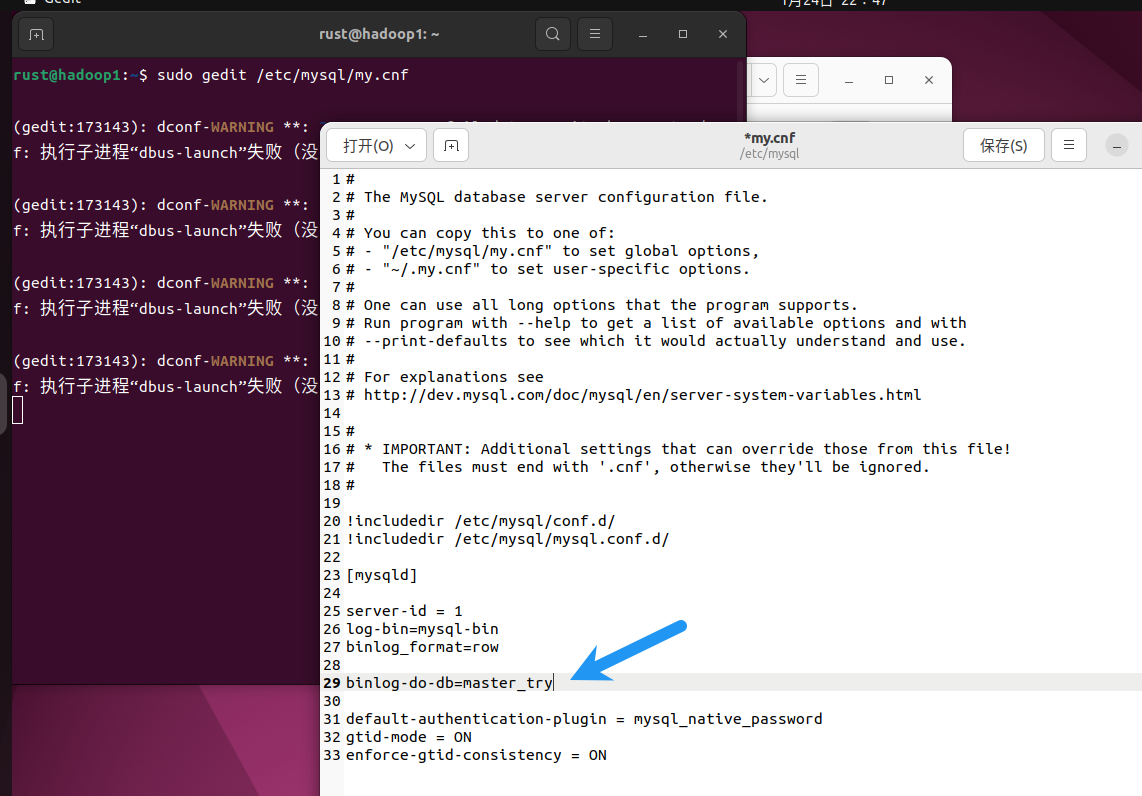 Gedit
1月24日 22：47
rust@hadoop1: ~
rust@hadoop1:~$ sudo gedit /etc/mysql/my.cnf
(gedit:173143): dconf-WARNING **:
f: 执行子进程“dbus-launch”失败（没
(gedit:173143): dconf-WARNING **:
f: 执行子进程“dbus-launch”失败（没
(gedit:173143): dconf-WARNING **:
f: 执行子进程“dbus-launch”失败（没
(gedit:173143): dconf-WARNING **:
f: 执行子进程“dbus-launch”失败（没
打开(O)
*my.cnf
/etc/mysql
保存(S)
1 #
2 # The MySQL database server configuration file.
3 #
4 # You can copy this to one of:
5 # - "/etc/mysql/my.cnf" to set global options,
6 # - "~/.my.cnf" to set user-specific options.
7 #
8 # One can use all long options that the program supports.
9 # Run program with --help to get a list of available options and with
10 # --print-defaults to see which it would actually understand and use.
11 #
12 # For explanations see
13 # http://dev.mysql.com/doc/mysql/en/server-system-variables.html
14
15 #
16 # * IMPORTANT: Additional settings that can override those from this file!
17 #   The files must end with '.cnf', otherwise they'll be ignored.
18 #
19
20 !includedir /etc/mysql/conf.d/
21 !includedir /etc/mysql/mysql.conf.d/
22
23 [mysqld]
24
25 server-id = 1
26 log-bin=mysql-bin
27 binlog_format=row
28
29 binlog-do-db=master_try
30
31 default-authentication-plugin = mysql_native_password
32 gtid-mode = ON
33 enforce-gtid-consistency = ON